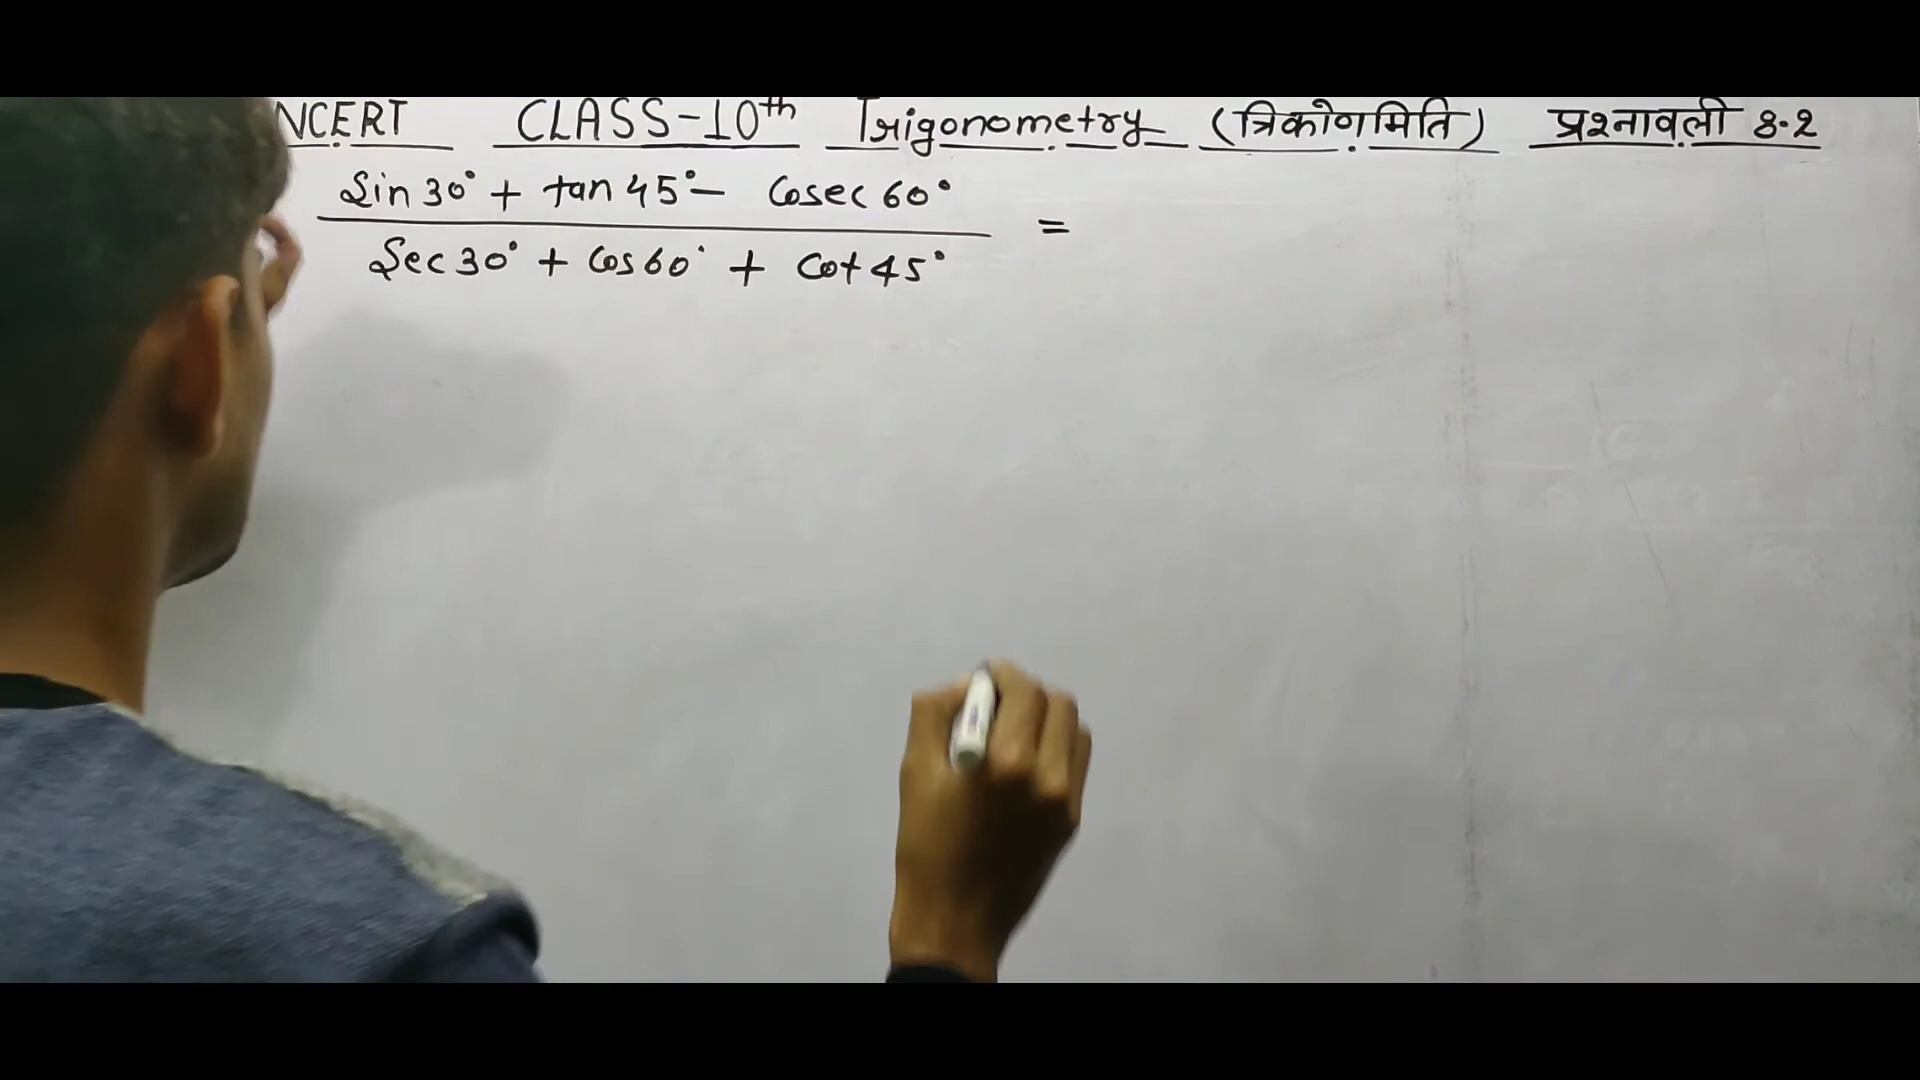 NCERT CLASS-10th Trigonometry (त्रिकोणमिति) प्रश्नावली 8.2
Sin 30° + tan 45° - Cosec 60°
=
Sec 30° + Cos 60° + Cot 45°